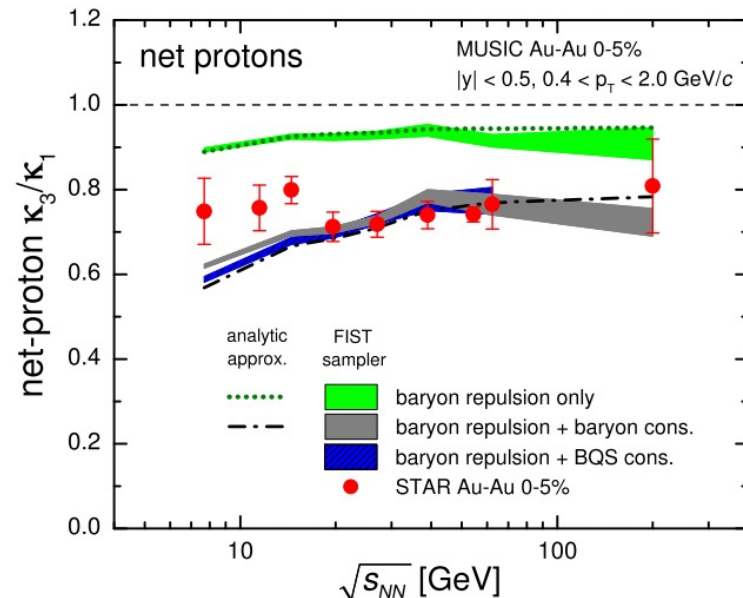 net protons
MUSIC Au-Au 0-5%
|y| < 0.5, 0.4 < p_T < 2.0 GeV/c
net-proton κ₃/κ₁
1.2
1.0
0.8
0.6
0.4
0.2
0.0
analytic approx.
FIST sampler
baryon repulsion only
baryon repulsion + baryon cons.
baryon repulsion + BQS cons.
STAR Au-Au 0-5%
10
100
√s_NN [GeV]